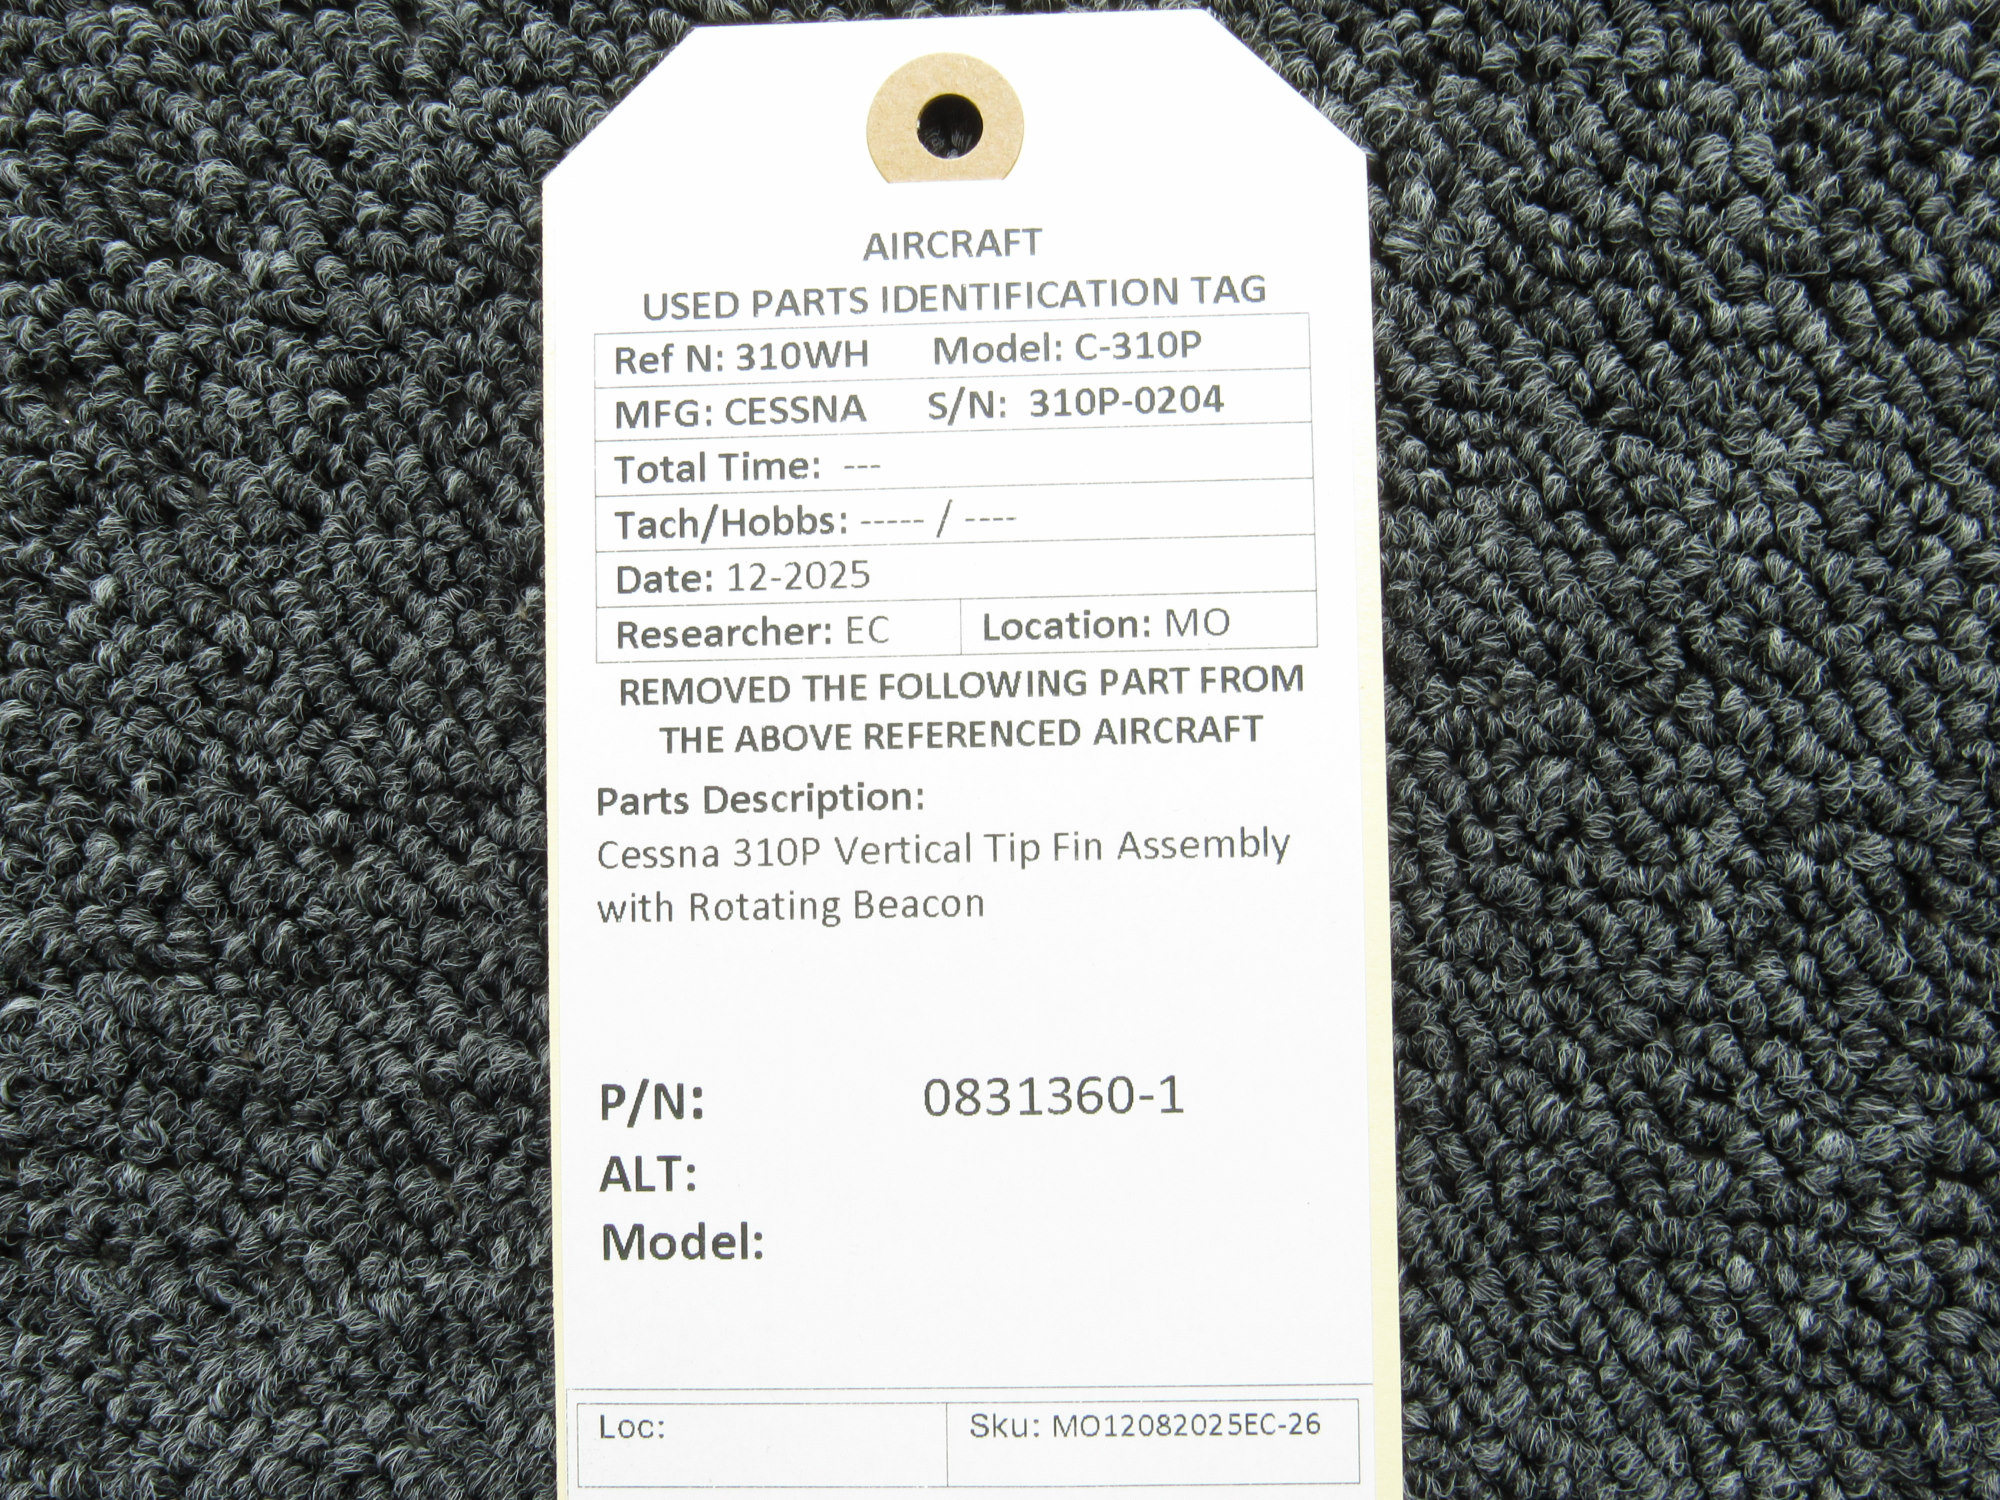 AIRCRAFT
USED PARTS IDENTIFICATION TAG
Ref N: 310WH Model: C-310P
MFG: CESSNA S/N: 310P-0204
Total Time: ---
Tach/Hobbs: ----- / ----
Date: 12-2025
Researcher: EC Location: MO
REMOVED THE FOLLOWING PART FROM
THE ABOVE REFERENCED AIRCRAFT
Parts Description:
Cessna 310P Vertical Tip Fin Assembly
with Rotating Beacon
P/N: 0831360-1
ALT:
Model:
Loc: Sku: MO12082025EC-26